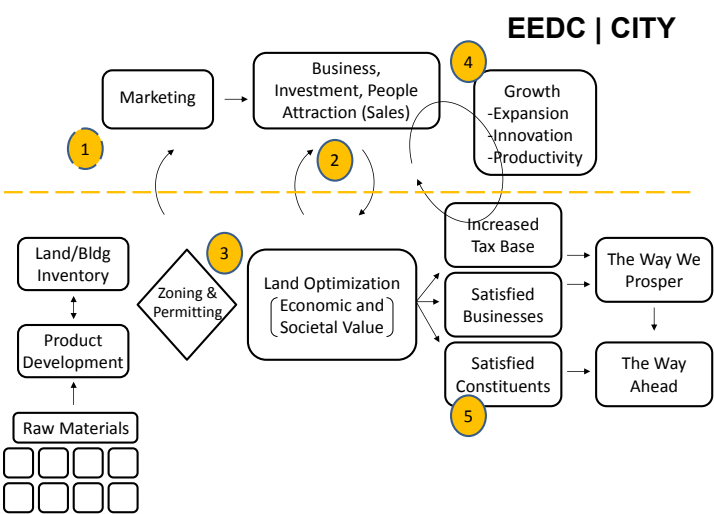 EEDC | CITY
4
Business,
Investment, People
Attraction (Sales)
Marketing
Growth
-Expansion
-Innovation
-Productivity
1
2
3
Increased
Tax Base
Land/Bldg
Inventory
The Way We
Prosper
Zoning &
Permitting
Land Optimization
Economic and
Societal Value
Satisfied
Businesses
Product
Development
Satisfied
Constituents
The Way
Ahead
5
Raw Materials